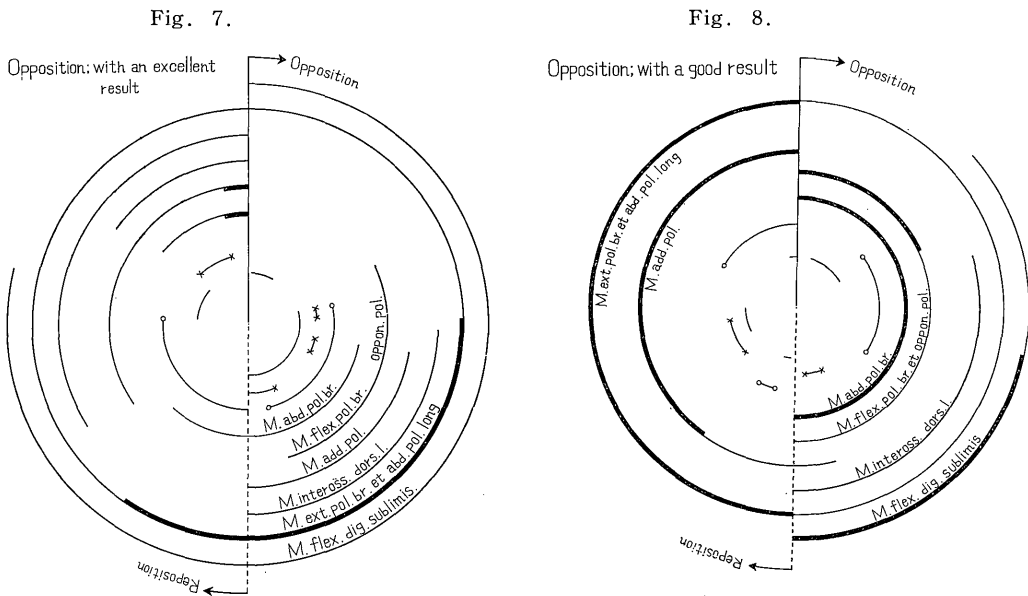 Fig. 7.
Opposition; with an excellent
result
Opposition
oppon. pol.
M. abd. pol. br.
M. flex. pol. br.
M. add. pol.
M. inteross. dors. I.
M. ext. pol. br. et abd. pol. long
M. flex. dig. sublimis.
Reposition
Fig. 8.
Opposition; with a good result
Opposition
M. ext. pol. br. et abd. pol. long
M. add. pol.
M. abd. pol. br.
M. flex. pol. br. et oppon. pol.
M. inteross. dors. I.
M. flex. dig. sublimis
Reposition